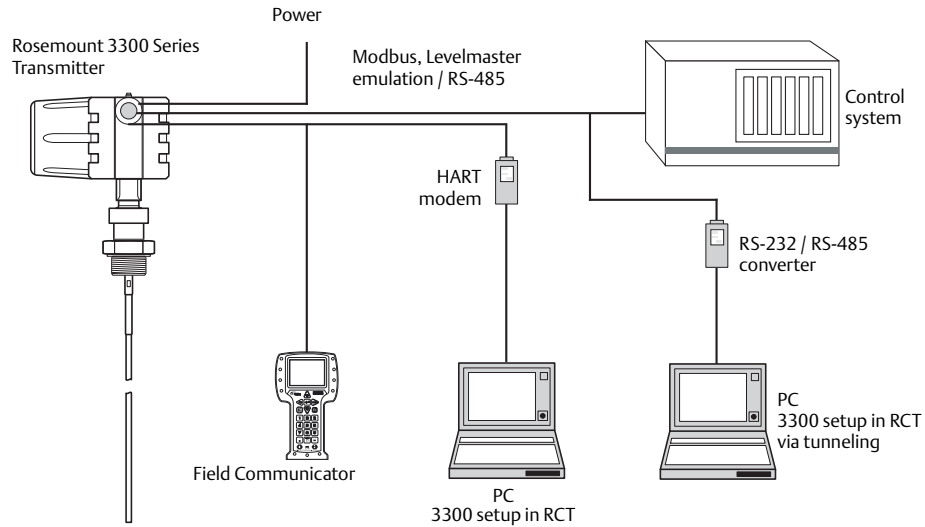 Power
Rosemount 3300 Series
Transmitter
Modbus, Levelmaster
emulation / RS-485
Control
system
HART
modem
RS-232 / RS-485
converter
Field Communicator
PC
3300 setup in RCT
PC
3300 setup in RCT
via tunneling